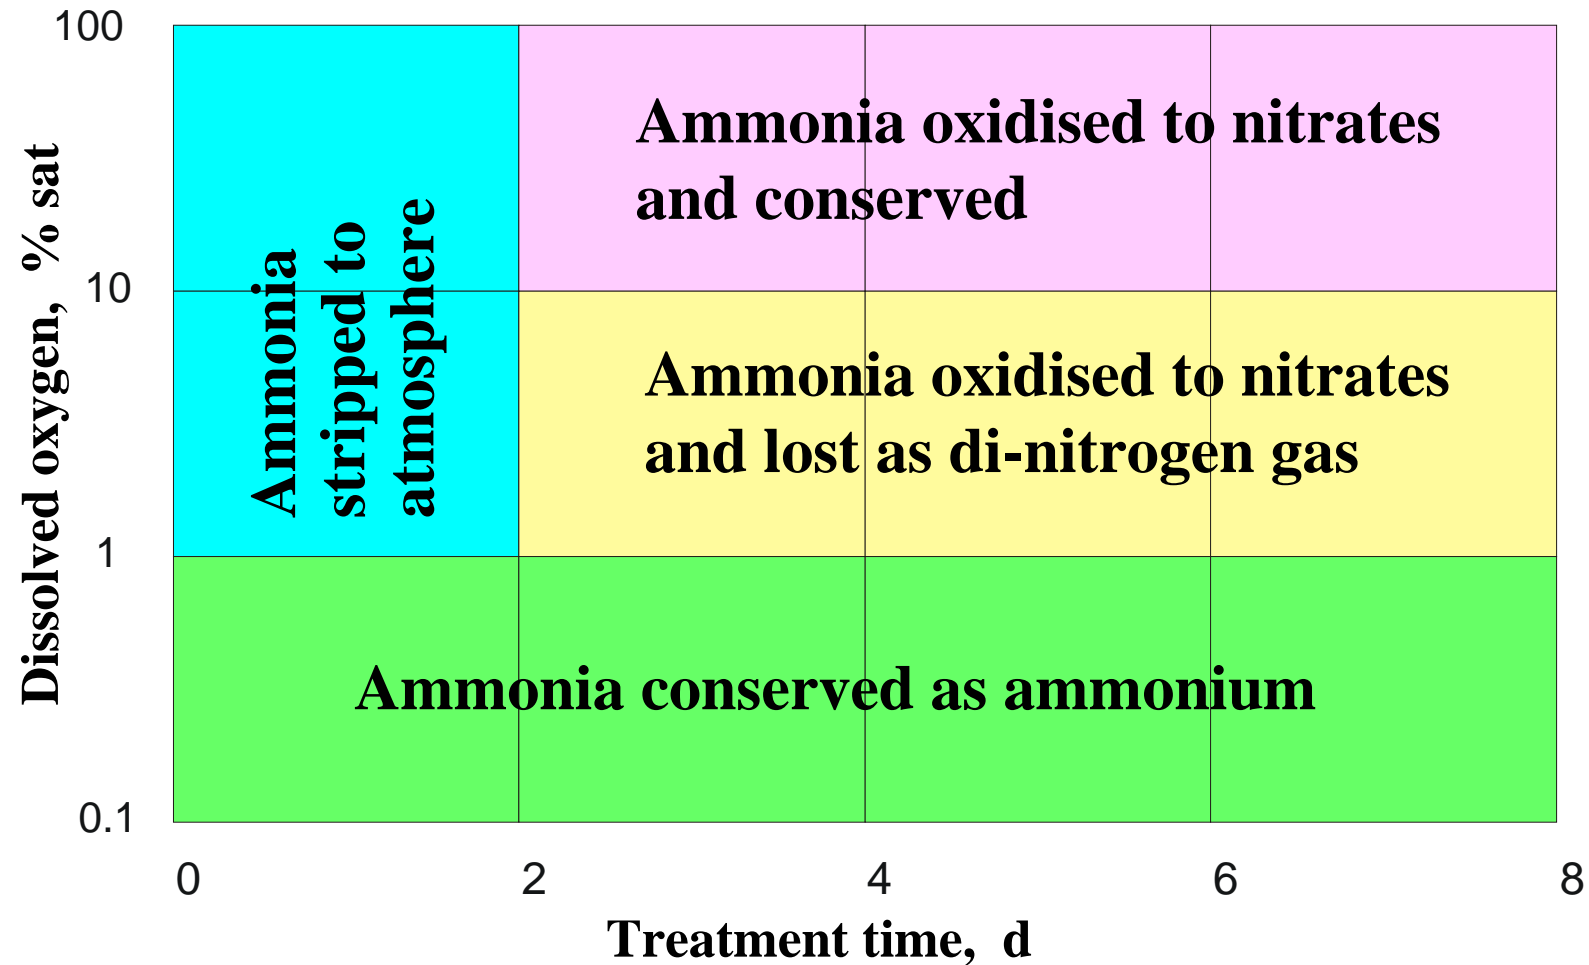 100
10
1
0.1
Dissolved oxygen, % sat
Ammonia
stripped to
atmosphere
Ammonia oxidised to nitrates
and conserved
Ammonia oxidised to nitrates
and lost as di-nitrogen gas
Ammonia conserved as ammonium
0 2 4 6 8
Treatment time, d